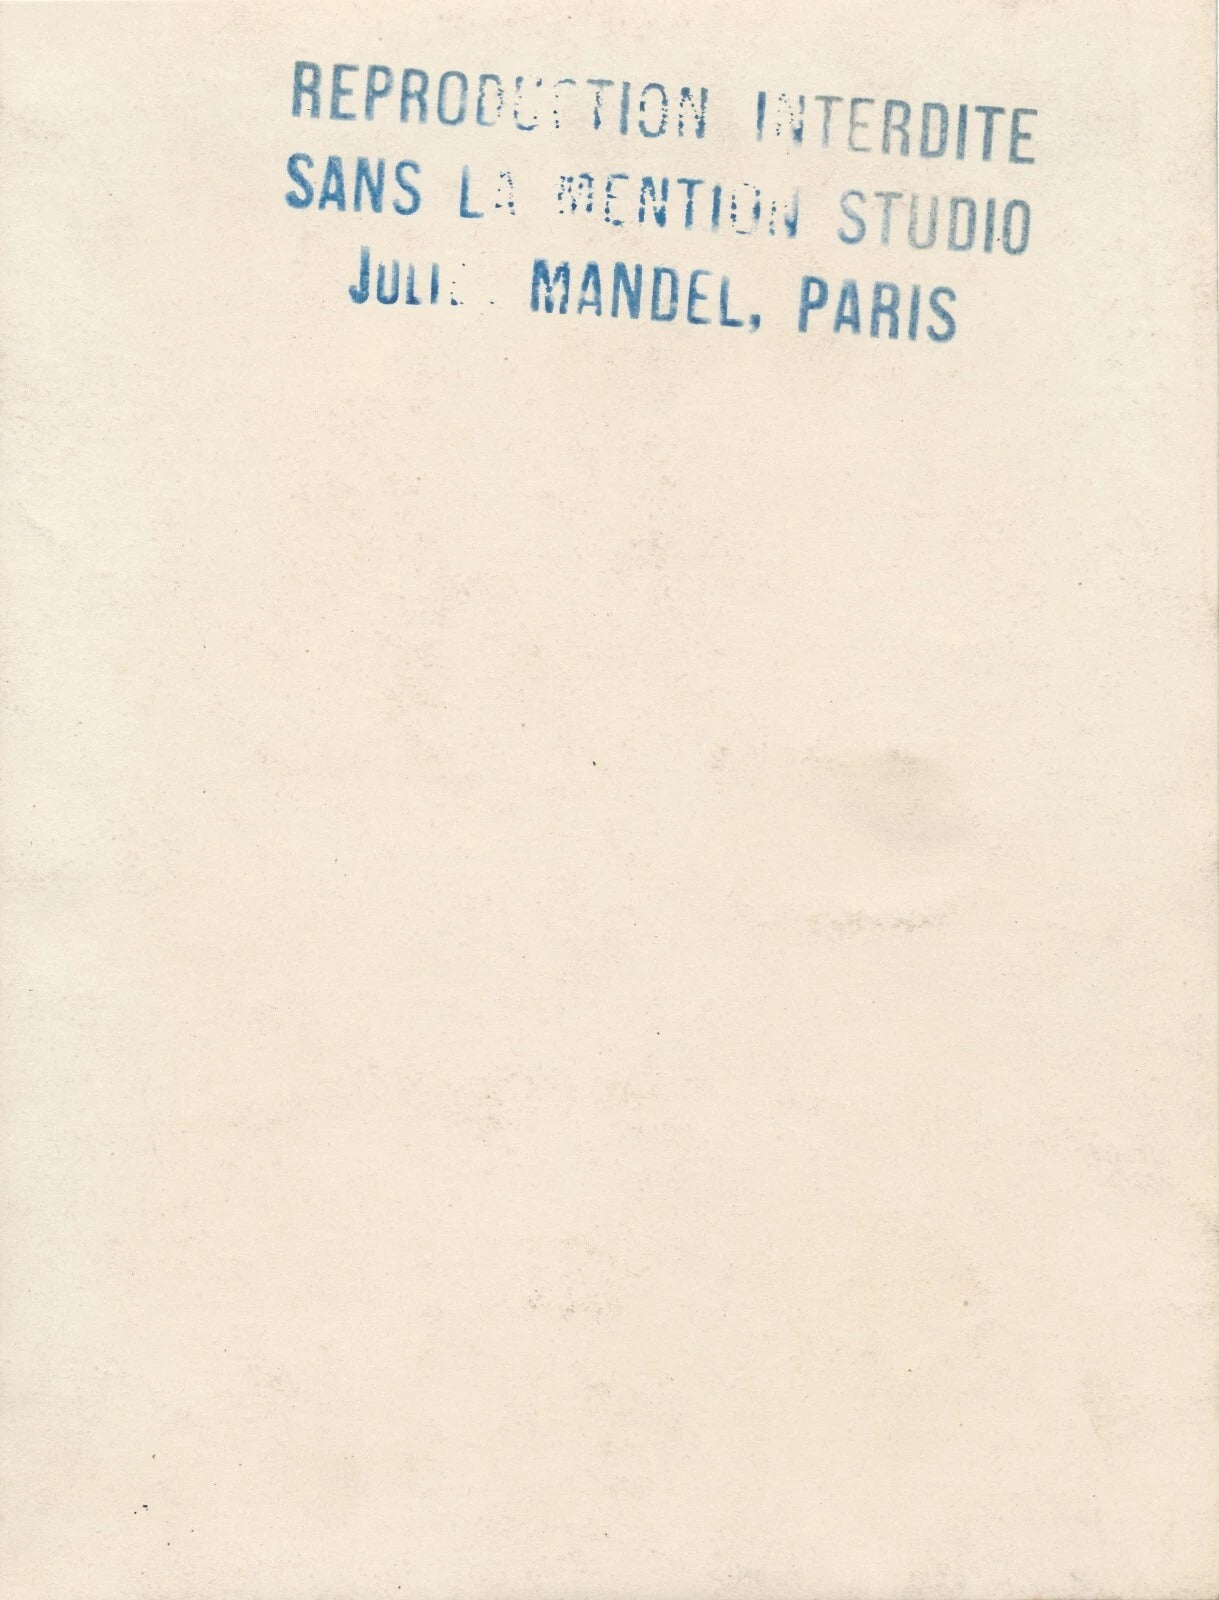 REPRODUCTION INTERDITE
SANS LA MENTION STUDIO
MANDEL, PARIS